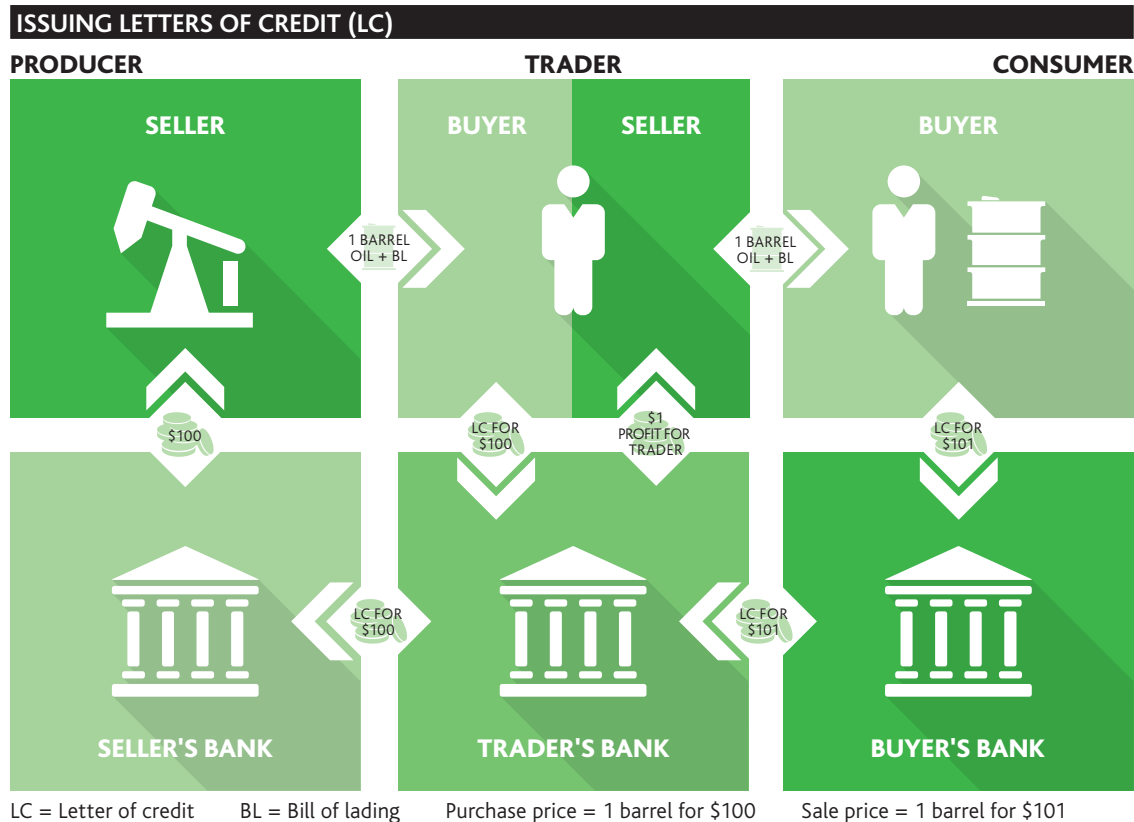 ISSUING LETTERS OF CREDIT (LC)
PRODUCER
TRADER
CONSUMER
SELLER
BUYER
SELLER
BUYER
1 BARREL
OIL + BL
1 BARREL
OIL + BL
$100
LC FOR
$100
$1
PROFIT FOR
TRADER
LC FOR
$101
LC FOR
$100
LC FOR
$101
SELLER'S BANK
TRADER'S BANK
BUYER'S BANK
LC = Letter of credit
BL = Bill of lading
Purchase price = 1 barrel for $100
Sale price = 1 barrel for $101